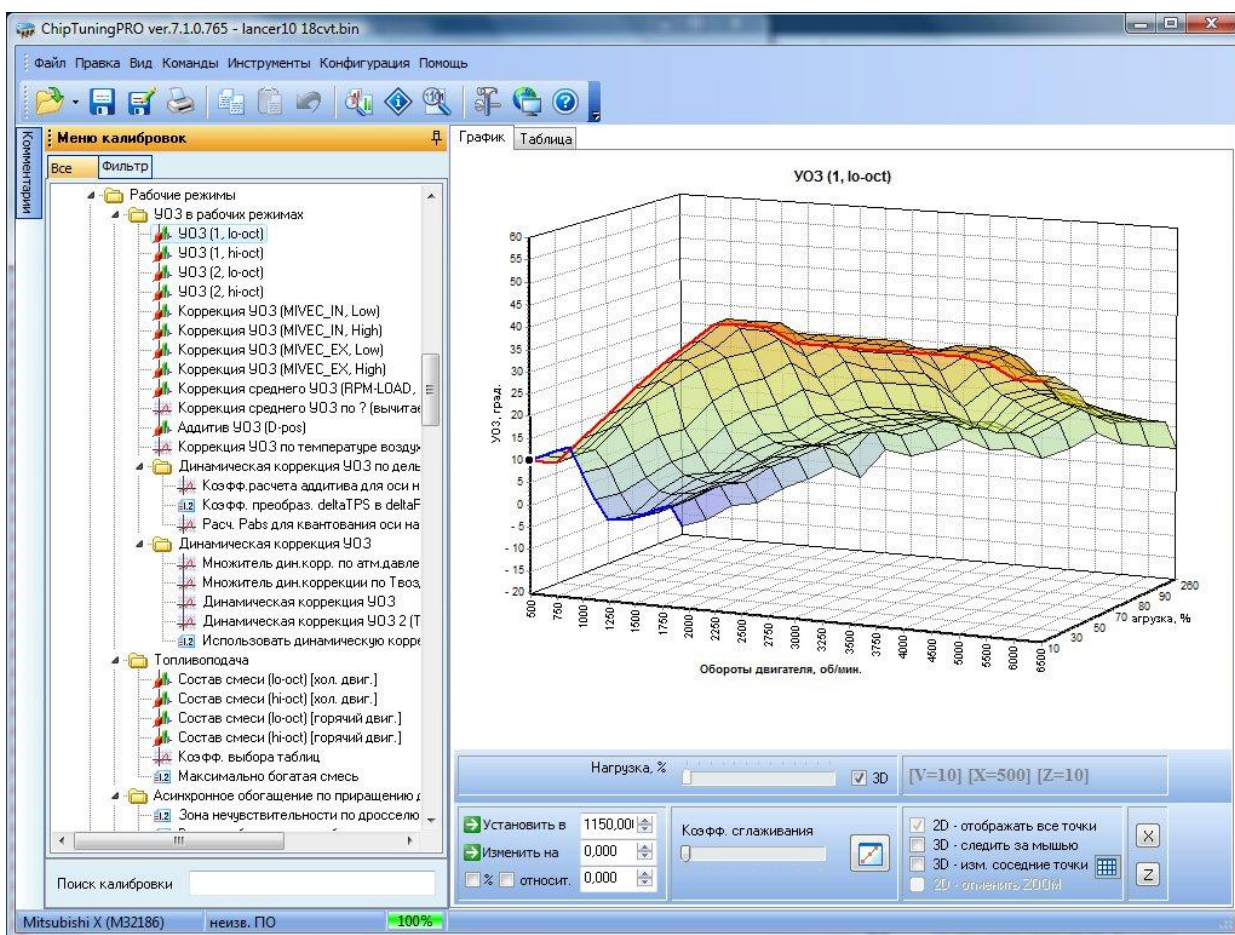 ChipTuningPRO ver.7.1.0.765 - lancer10 18cvt.bin
Файл Правка Вид Команды Инструменты Конфигурация Помощь
Комментарии
Меню калибровок
Все Фильтр
Рабочие режимы
УОЗ в рабочих режимах
УОЗ (1, lo-oct)
УОЗ (1, hi-oct)
УОЗ (2, lo-oct)
УОЗ (2, hi-oct)
Коррекция УОЗ (MIVEC_IN, Low)
Коррекция УОЗ (MIVEC_IN, High)
Коррекция УОЗ (MIVEC_EX, Low)
Коррекция УОЗ (MIVEC_EX, High)
Коррекция среднего УОЗ (RPM-LOAD,
Коррекция среднего УОЗ по ? (вычитае
Аддитив УОЗ (D-pos)
Коррекция УОЗ по температуре воздух
Динамическая коррекция УОЗ по дель
Коэфф.расчета аддитива для оси н
Коэфф. преобраз. deltaTPS в deltaF
Расч. Pabs для квантования оси на
Динамическая коррекция УОЗ
Множитель дин.корр. по атм.давле
Множитель дин.коррекции по Твоз,
Динамическая коррекция УОЗ
Динамическая коррекция УОЗ 2 (Т
Использовать динамическую корре
Топливоподача
Состав смеси (lo-oct) [хол. двиг.]
Состав смеси (hi-oct) [хол. двиг.]
Состав смеси (lo-oct) [горячий двиг.]
Состав смеси (hi-oct) [горячий двиг.]
Коэфф. выбора таблиц
Максимально богатая смесь
Асинхронное обогащение по приращению д
Зона нечувствительности по дросселю
Поиск калибровки
График Таблица
УОЗ (1, lo-oct)
УОЗ, град.
60
55
50
45
40
35
30
25
20
15
10
5
0
- 5
- 10
- 15
- 20
500 750 1000 1250 1500 1750 2000 2250 2500 2750 3000 3250 3500 3750 4000 4500 5000 5500 6000 6500
10 30 50 70 80 90 260
агрузка, %
Обороты двигателя, об/мин.
Нагрузка, %
3D
[V=10] [X=500] [Z=10]
Установить в 1150,00
Изменить на 0,000
% относит. 0,000
Коэфф. сглаживания
2D - отображать все точки
3D - следить за мышью
3D - изм. соседние точки
2D - отменить ZOOM
X
Z
Mitsubishi X (M32186) неизв. ПО 100%